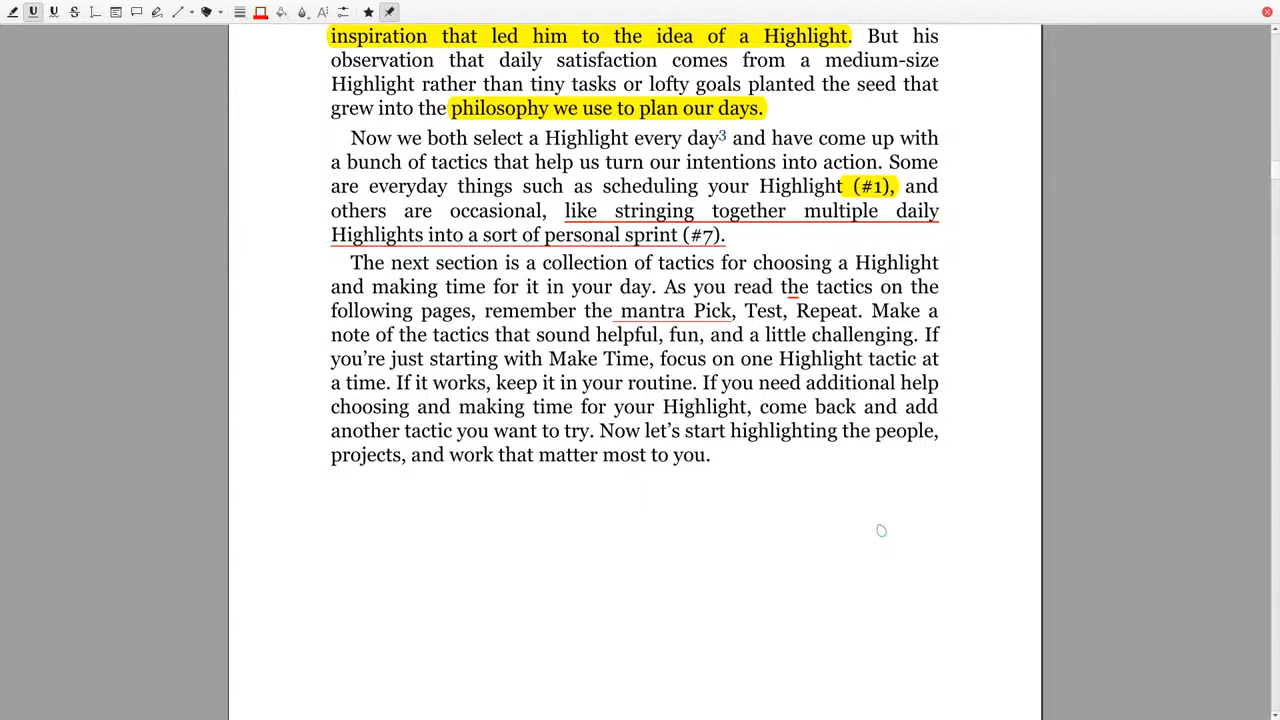 inspiration that led him to the idea of a Highlight. But his
observation that daily satisfaction comes from a medium-size
Highlight rather than tiny tasks or lofty goals planted the seed that
grew into the philosophy we use to plan our days.
Now we both select a Highlight every day3 and have come up with
a bunch of tactics that help us turn our intentions into action. Some
are everyday things such as scheduling your Highlight (#1), and
others are occasional, like stringing together multiple daily
Highlights into a sort of personal sprint (#7).
The next section is a collection of tactics for choosing a Highlight
and making time for it in your day. As you read the tactics on the
following pages, remember the mantra Pick, Test, Repeat. Make a
note of the tactics that sound helpful, fun, and a little challenging. If
you’re just starting with Make Time, focus on one Highlight tactic at
a time. If it works, keep it in your routine. If you need additional help
choosing and making time for your Highlight, come back and add
another tactic you want to try. Now let’s start highlighting the people,
projects, and work that matter most to you.